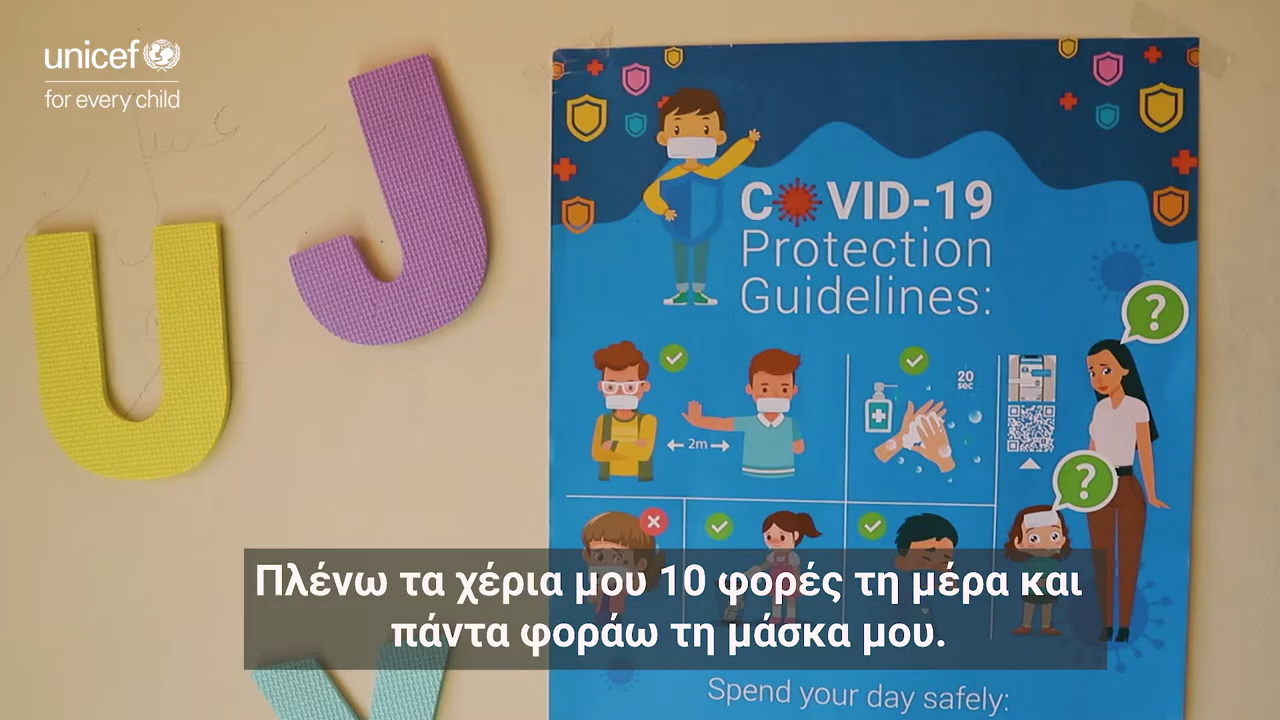 unicef
for every child
U
J
Y
COVID-19
Protection
Guidelines:
?
20
sec
2m
?
Πλένω τα χέρια μου 10 φορές τη μέρα και
πάντα φοράω τη μάσκα μου.
Spend your day safely: